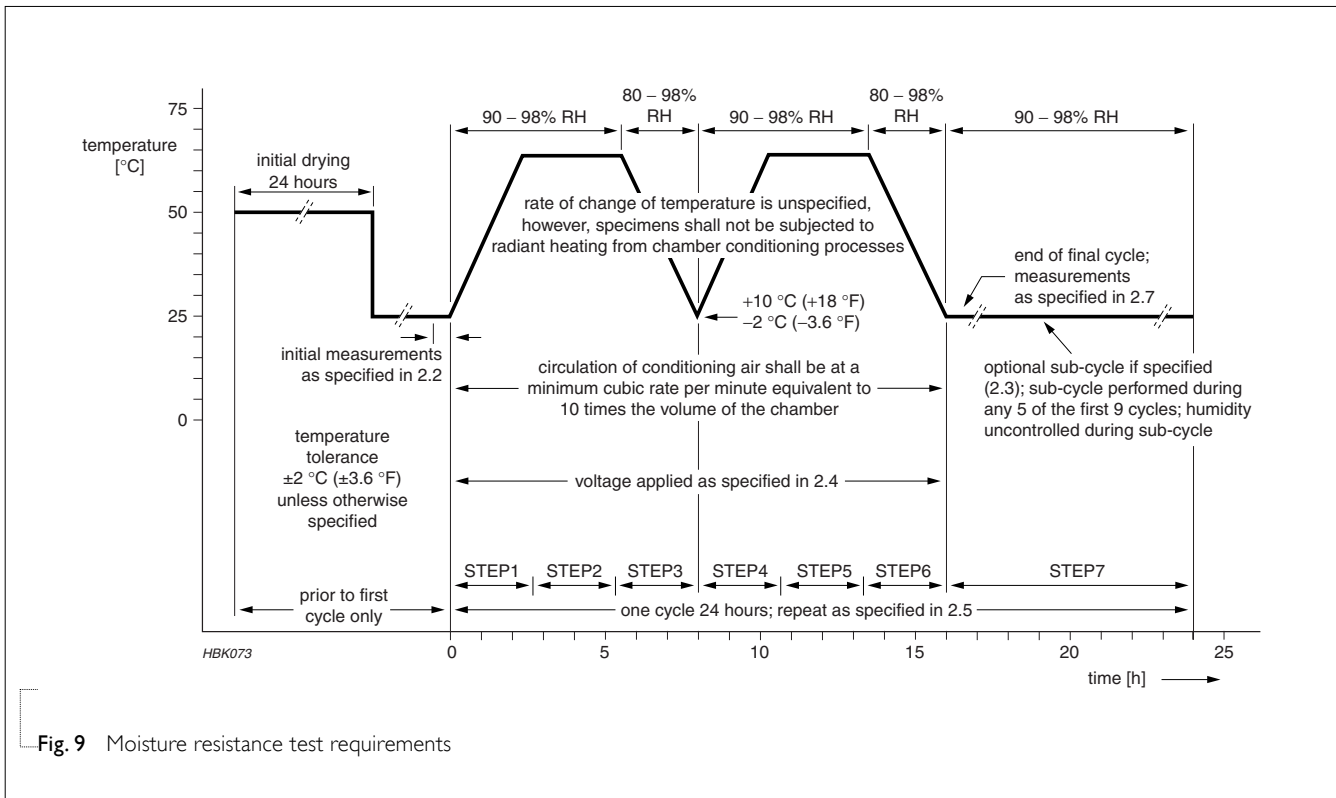 80 – 98%
RH
80 – 98%
RH
90 – 98% RH
90 – 98% RH
90 – 98% RH
75
50
25
0
temperature
[°C]
initial drying
24 hours
rate of change of temperature is unspecified,
however, specimens shall not be subjected to
radiant heating from chamber conditioning processes
end of final cycle;
measurements
as specified in 2.7
+10 °C (+18 °F)
−2 °C (−3.6 °F)
initial measurements
as specified in 2.2
circulation of conditioning air shall be at a
minimum cubic rate per minute equivalent to
10 times the volume of the chamber
optional sub-cycle if specified
(2.3); sub-cycle performed during
any 5 of the first 9 cycles; humidity
uncontrolled during sub-cycle
temperature
tolerance
±2 °C (±3.6 °F)
unless otherwise
specified
voltage applied as specified in 2.4
STEP1 STEP2 STEP3 STEP4 STEP5 STEP6 STEP7
prior to first
cycle only
one cycle 24 hours; repeat as specified in 2.5
HBK073
0 5 10 15 20 25
time [h]
Fig. 9 Moisture resistance test requirements